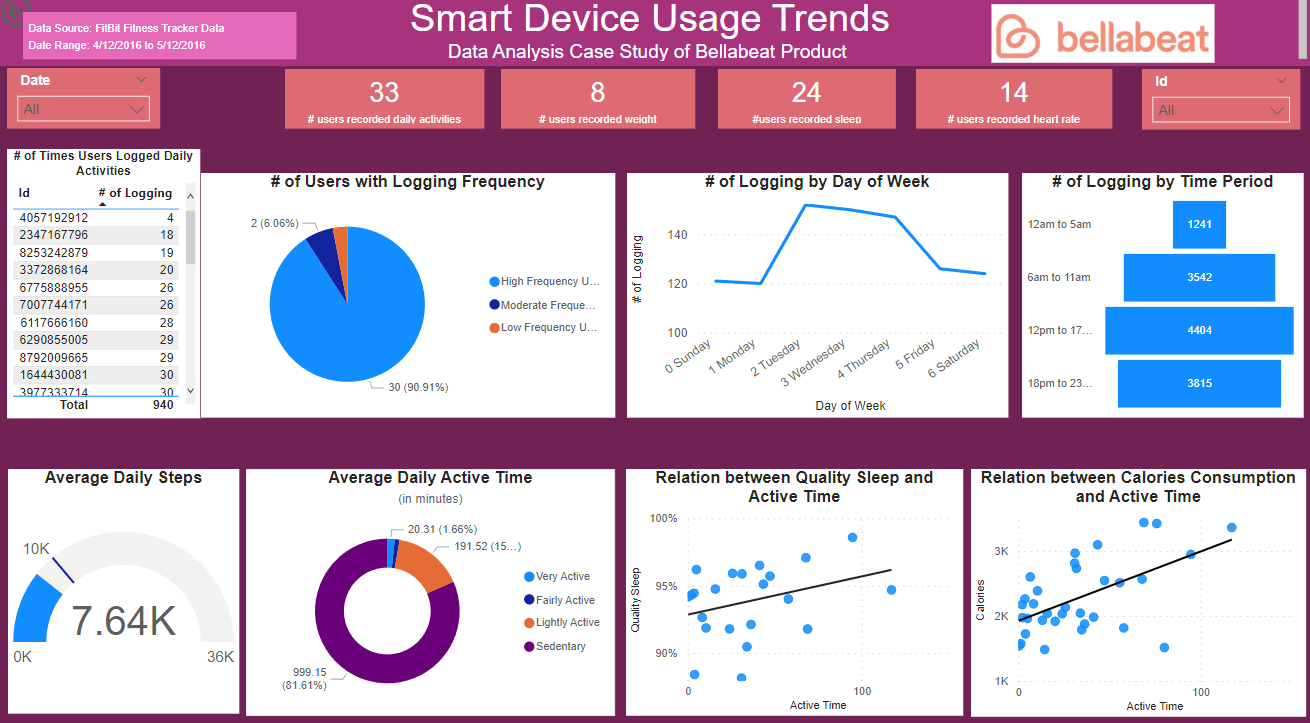 Smart Device Usage Trends
Data Analysis Case Study of Bellabeat Product
Data Source: FitBit Fitness Tracker Data
Date Range: 4/12/2016 to 5/12/2016
bellabeat
Date
All
33
# users recorded daily activities
8
# users recorded weight
24
#users recorded sleep
14
# users recorded heart rate
Id
All
# of Times Users Logged Daily
Activities
Id # of Logging
4057192912 4
2347167796 18
8253242879 19
3372868164 20
6775888955 26
7007744171 26
6117666160 28
6290855005 29
8792009665 29
1644430081 30
3977333714 30
Total 940
# of Users with Logging Frequency
2 (6.06%)
30 (90.91%)
High Frequency U...
Moderate Freque...
Low Frequency U...
# of Logging by Day of Week
# of Logging
140
120
100
0 Sunday
1 Monday
2 Tuesday
3 Wednesday
4 Thursday
5 Friday
6 Saturday
Day of Week
# of Logging by Time Period
12am to 5am 1241
6am to 11am 3542
12pm to 17... 4404
18pm to 23... 3815
Average Daily Steps
10K
7.64K
0K 36K
Average Daily Active Time
(in minutes)
20.31 (1.66%)
191.52 (15...)
999.15
(81.61%)
Very Active
Fairly Active
Lightly Active
Sedentary
Relation between Quality Sleep and
Active Time
Quality Sleep
100%
95%
90%
0 100
Active Time
Relation between Calories Consumption
and Active Time
Calories
3K
2K
1K
0 100
Active Time